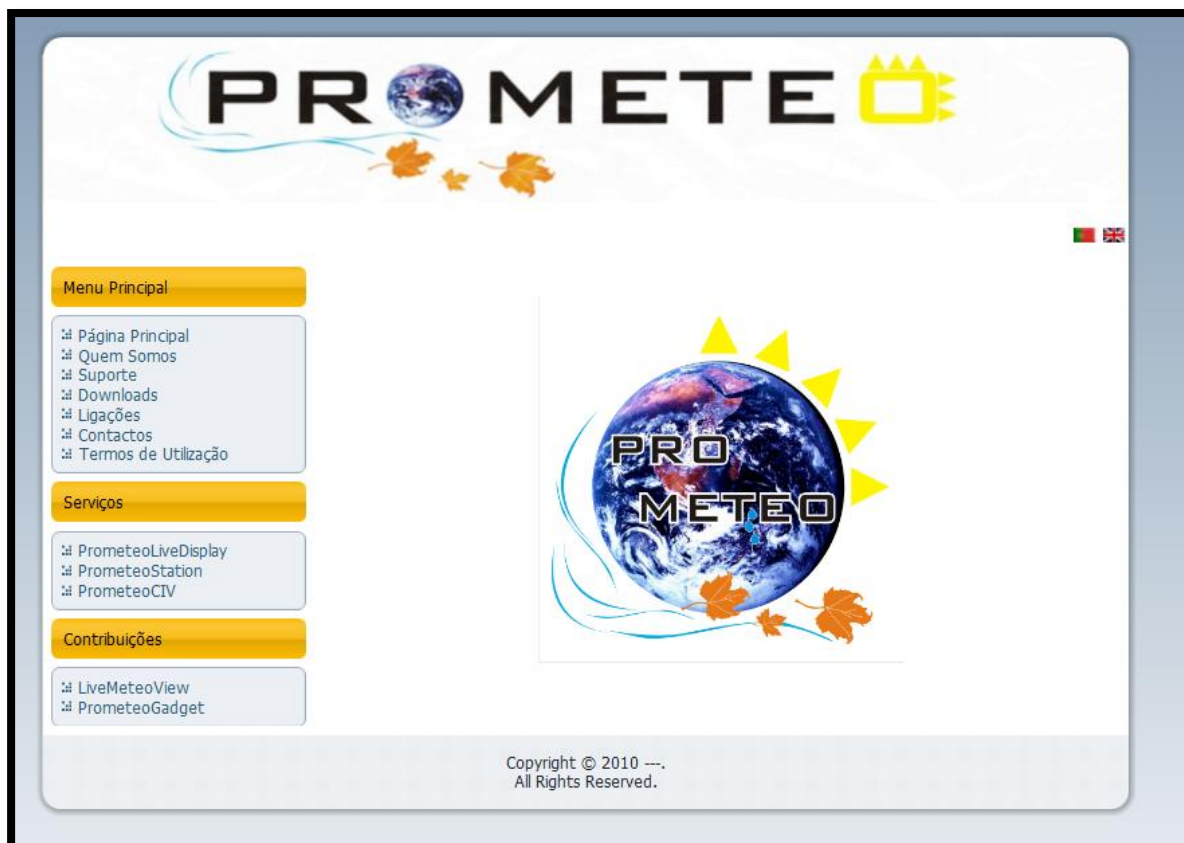 PROMETEO
Menu Principal
Página Principal
Quem Somos
Suporte
Downloads
Ligações
Contactos
Termos de Utilização
Serviços
PrometeoLiveDisplay
PrometeoStation
PrometeoCIV
Contribuições
LiveMeteoView
PrometeoGadget
PRO
METEO
Copyright © 2010 ---.
All Rights Reserved.